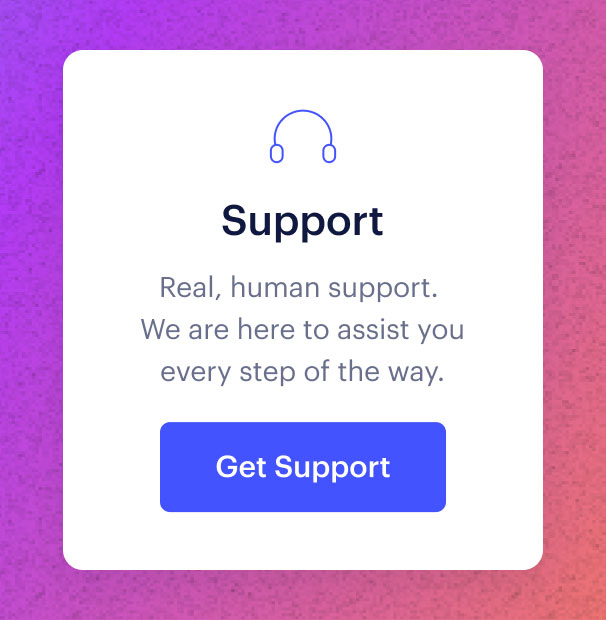 Support
Real, human support.
We are here to assist you
every step of the way.
Get Support